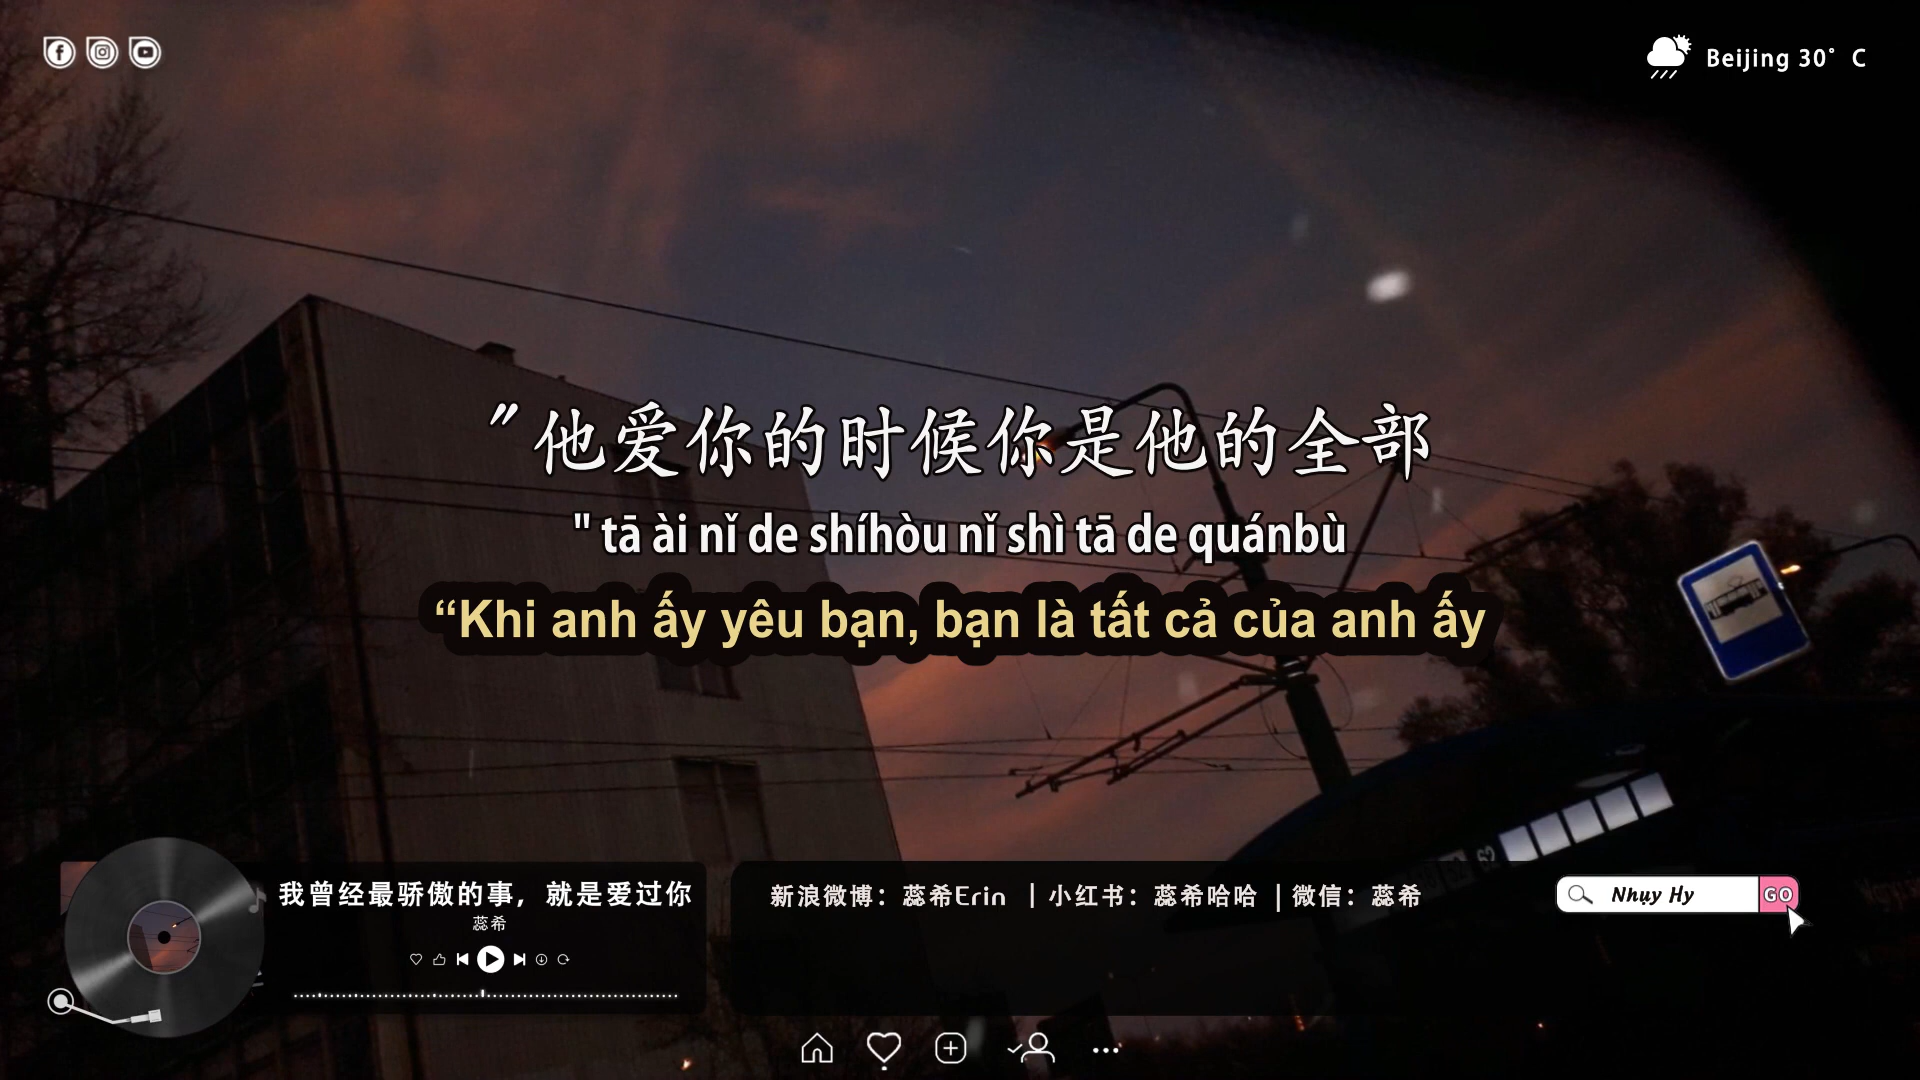 Beijing 30° C
"他爱你的时候你是他的全部
" tā ài nǐ de shíhòu nǐ shì tā de quánbù
“Khi anh ấy yêu bạn, bạn là tất cả của anh ấy
62
我曾经最骄傲的事，就是爱过你
蕊希
新浪微博：蕊希Erin ｜小红书：蕊希哈哈 ｜微信：蕊希
Nhụy Hy
GO